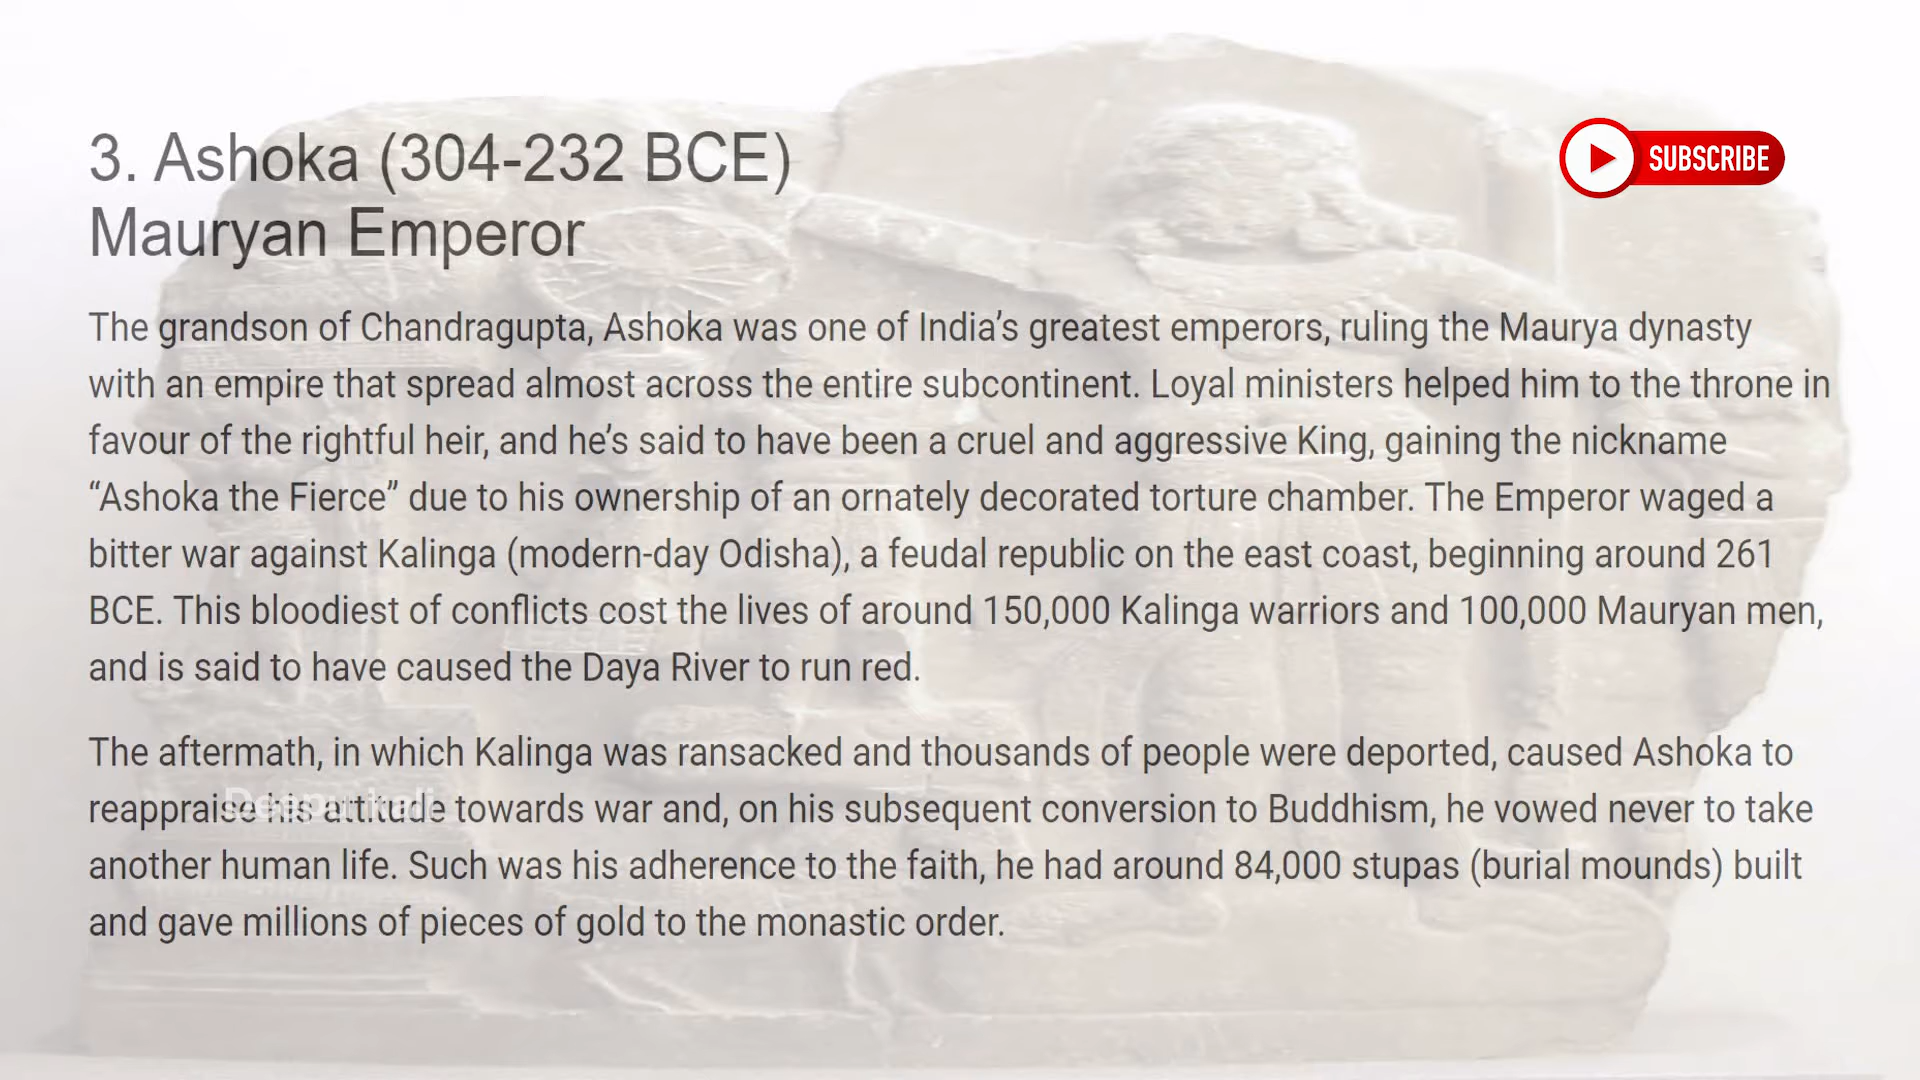 3. Ashoka (304-232 BCE)
Mauryan Emperor
SUBSCRIBE
The grandson of Chandragupta, Ashoka was one of India’s greatest emperors, ruling the Maurya dynasty
with an empire that spread almost across the entire subcontinent. Loyal ministers helped him to the throne in
favour of the rightful heir, and he’s said to have been a cruel and aggressive King, gaining the nickname
“Ashoka the Fierce” due to his ownership of an ornately decorated torture chamber. The Emperor waged a
bitter war against Kalinga (modern-day Odisha), a feudal republic on the east coast, beginning around 261
BCE. This bloodiest of conflicts cost the lives of around 150,000 Kalinga warriors and 100,000 Mauryan men,
and is said to have caused the Daya River to run red.
The aftermath, in which Kalinga was ransacked and thousands of people were deported, caused Ashoka to
reappraise his attitude towards war and, on his subsequent conversion to Buddhism, he vowed never to take
another human life. Such was his adherence to the faith, he had around 84,000 stupas (burial mounds) built
and gave millions of pieces of gold to the monastic order.